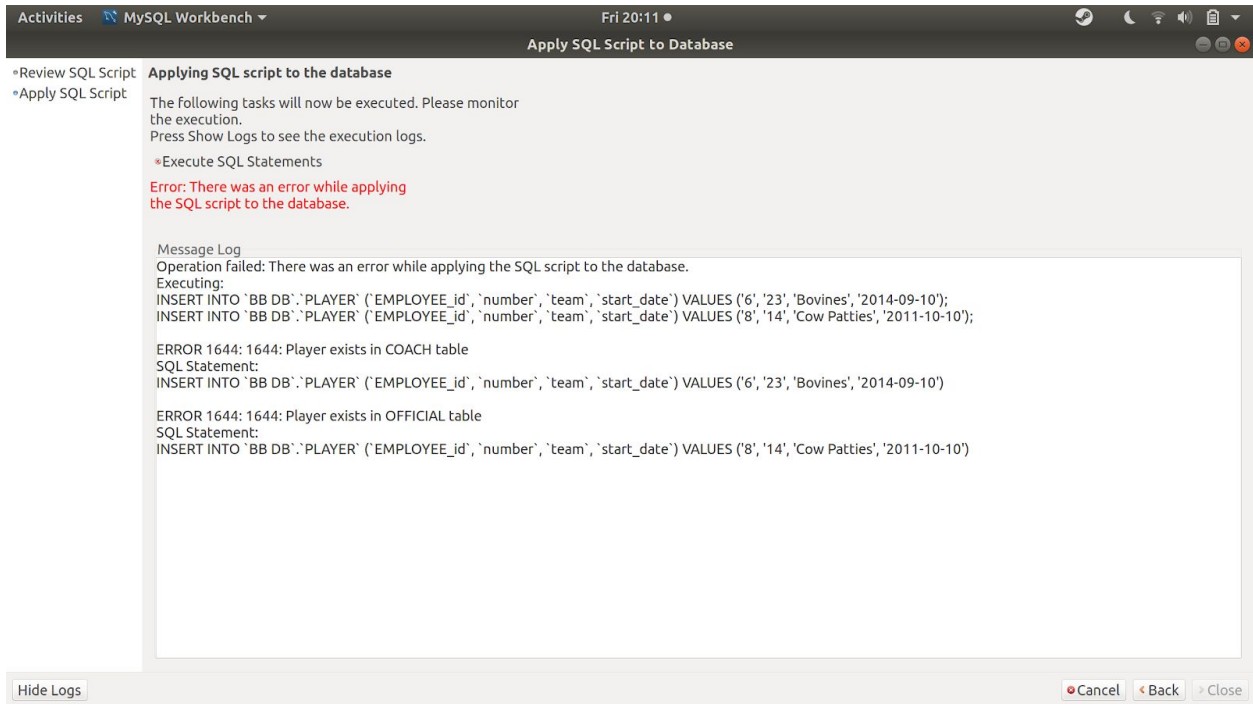 Activities MySQL Workbench Fri 20:11
Apply SQL Script to Database
Review SQL Script
Apply SQL Script
Applying SQL script to the database
The following tasks will now be executed. Please monitor
the execution.
Press Show Logs to see the execution logs.
Execute SQL Statements
Error: There was an error while applying
the SQL script to the database.
Message Log
Operation failed: There was an error while applying the SQL script to the database.
Executing:
INSERT INTO `BB DB`.`PLAYER` (`EMPLOYEE_id`, `number`, `team`, `start_date`) VALUES ('6', '23', 'Bovines', '2014-09-10');
INSERT INTO `BB DB`.`PLAYER` (`EMPLOYEE_id`, `number`, `team`, `start_date`) VALUES ('8', '14', 'Cow Patties', '2011-10-10');
ERROR 1644: 1644: Player exists in COACH table
SQL Statement:
INSERT INTO `BB DB`.`PLAYER` (`EMPLOYEE_id`, `number`, `team`, `start_date`) VALUES ('6', '23', 'Bovines', '2014-09-10')
ERROR 1644: 1644: Player exists in OFFICIAL table
SQL Statement:
INSERT INTO `BB DB`.`PLAYER` (`EMPLOYEE_id`, `number`, `team`, `start_date`) VALUES ('8', '14', 'Cow Patties', '2011-10-10')
Hide Logs Cancel Back Close